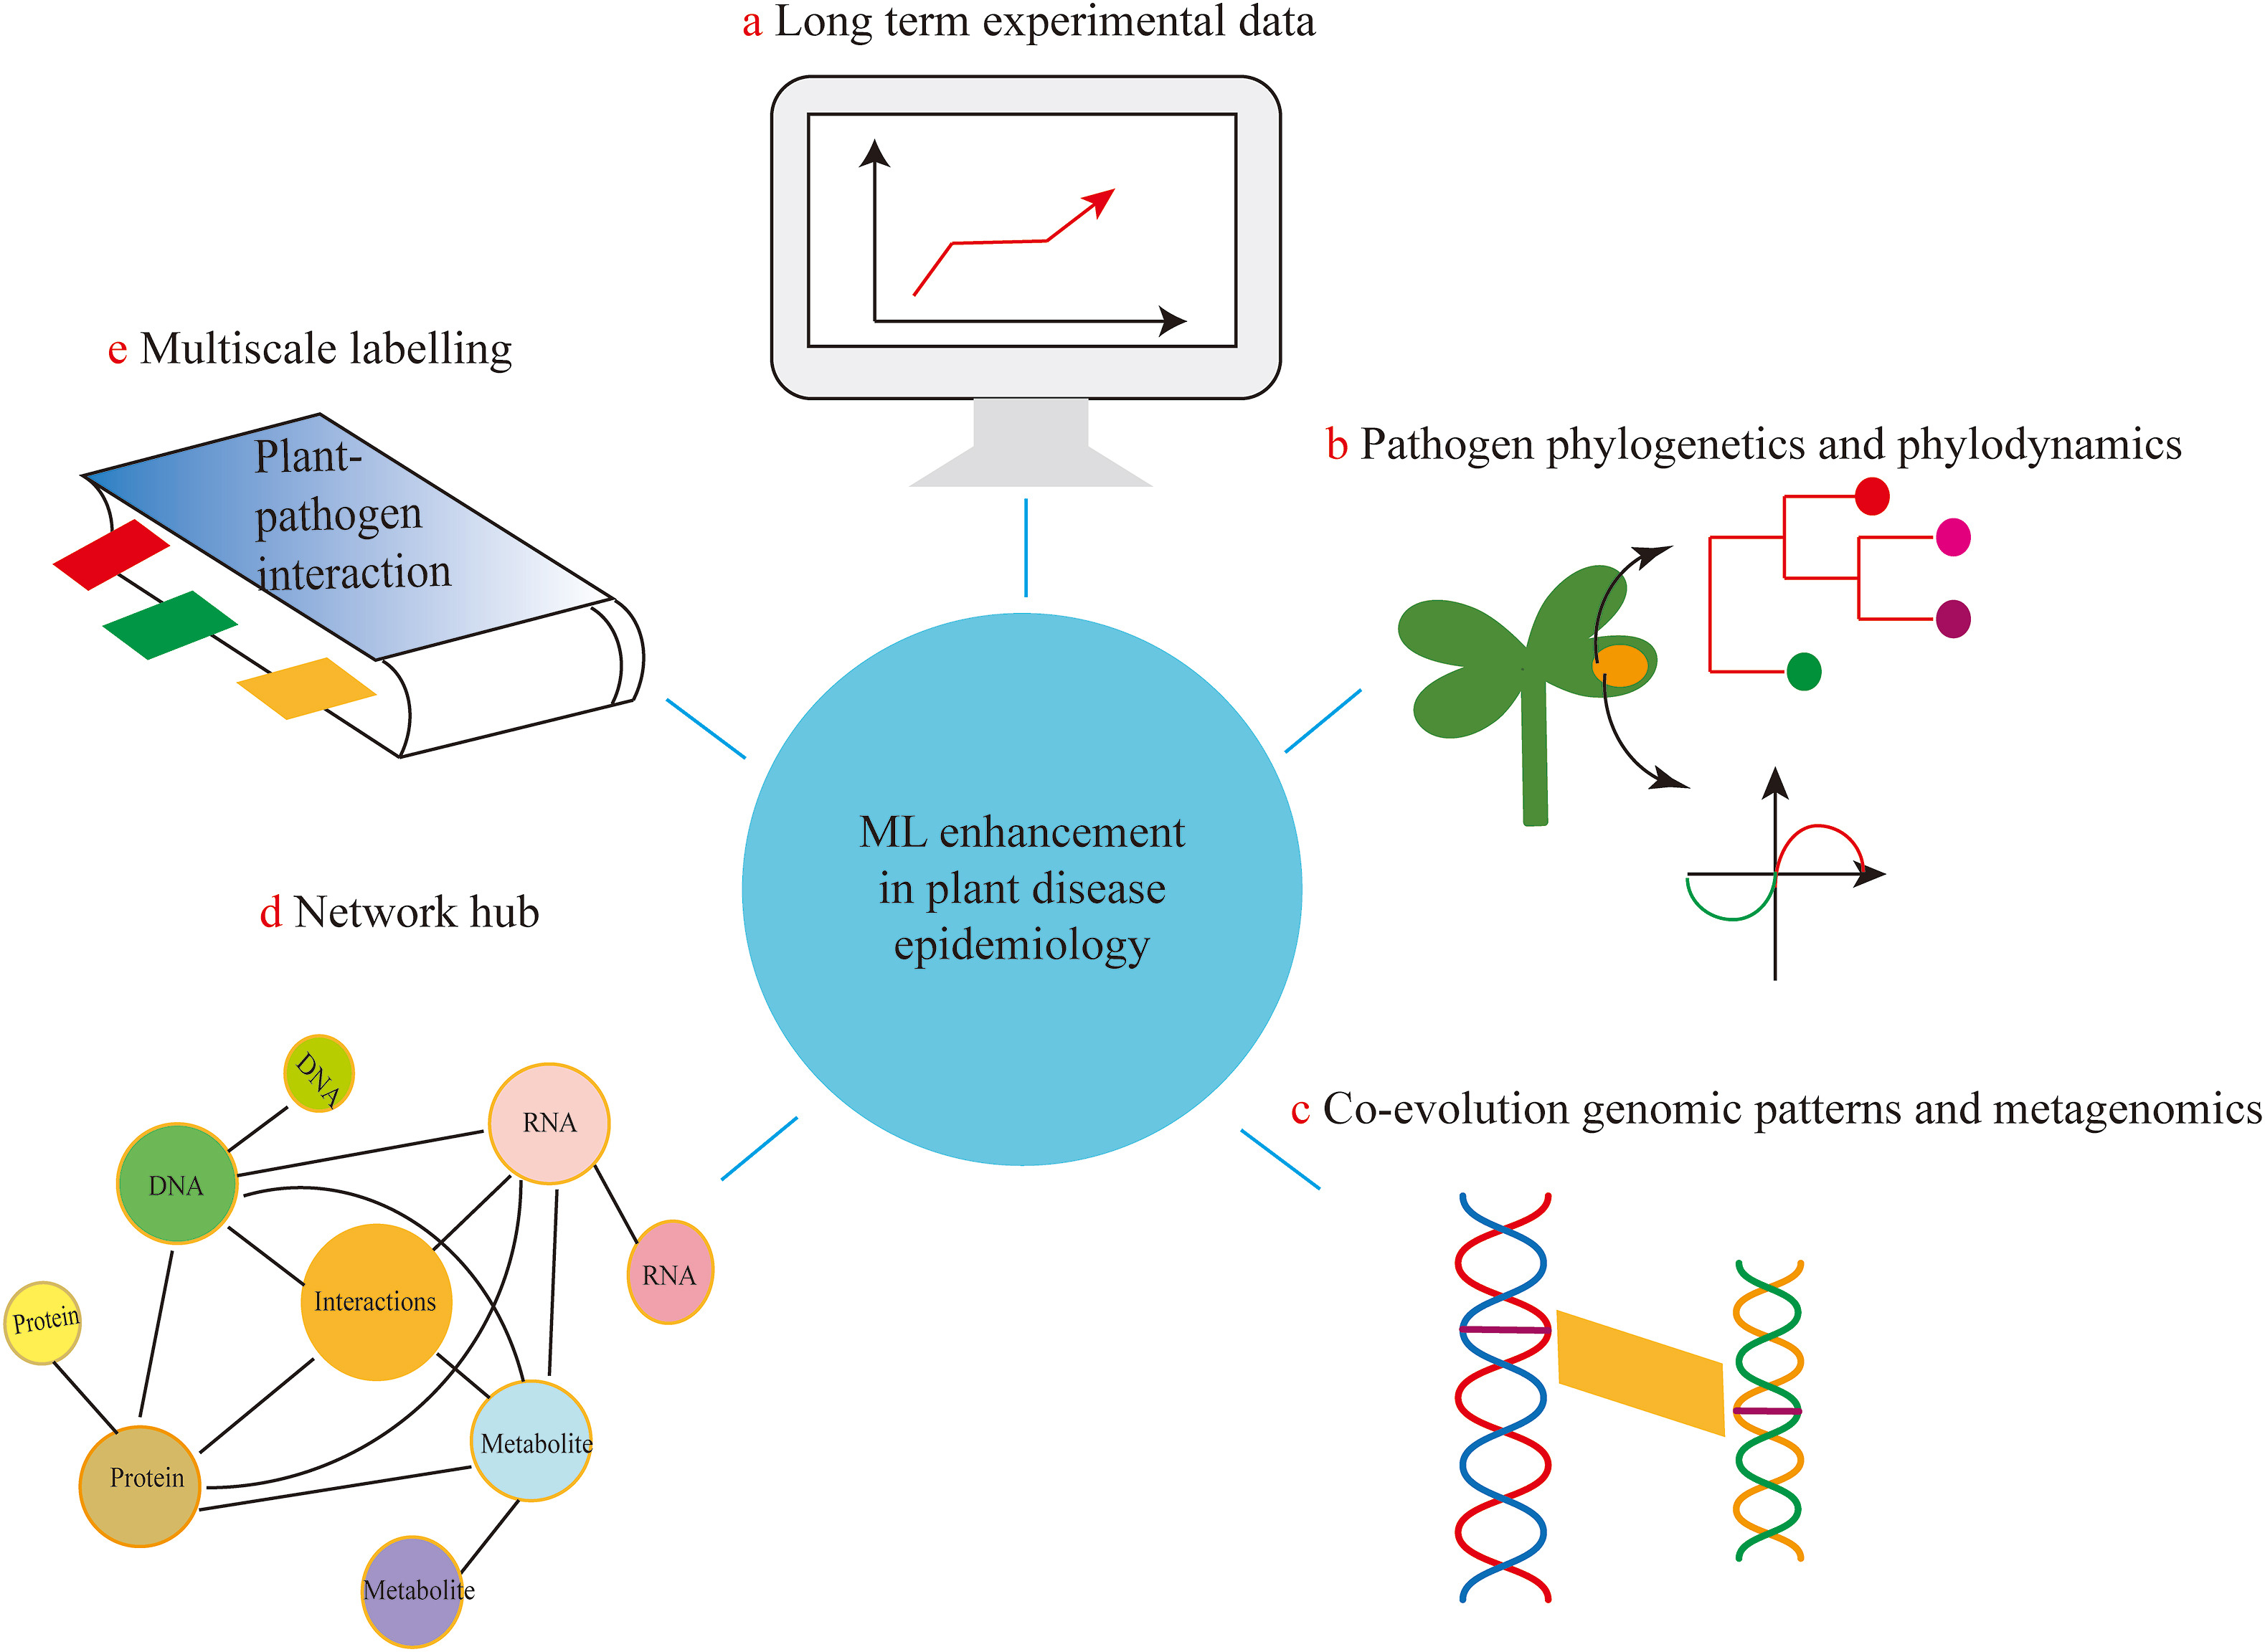 a Long term experimental data
e Multiscale labelling
Plant-
pathogen
interaction
b Pathogen phylogenetics and phylodynamics
ML enhancement
in plant disease
epidemiology
d Network hub
DNA
RNA
DNA
Interactions
RNA
Protein
Metabolite
Protein
Metabolite
c Co-evolution genomic patterns and metagenomics